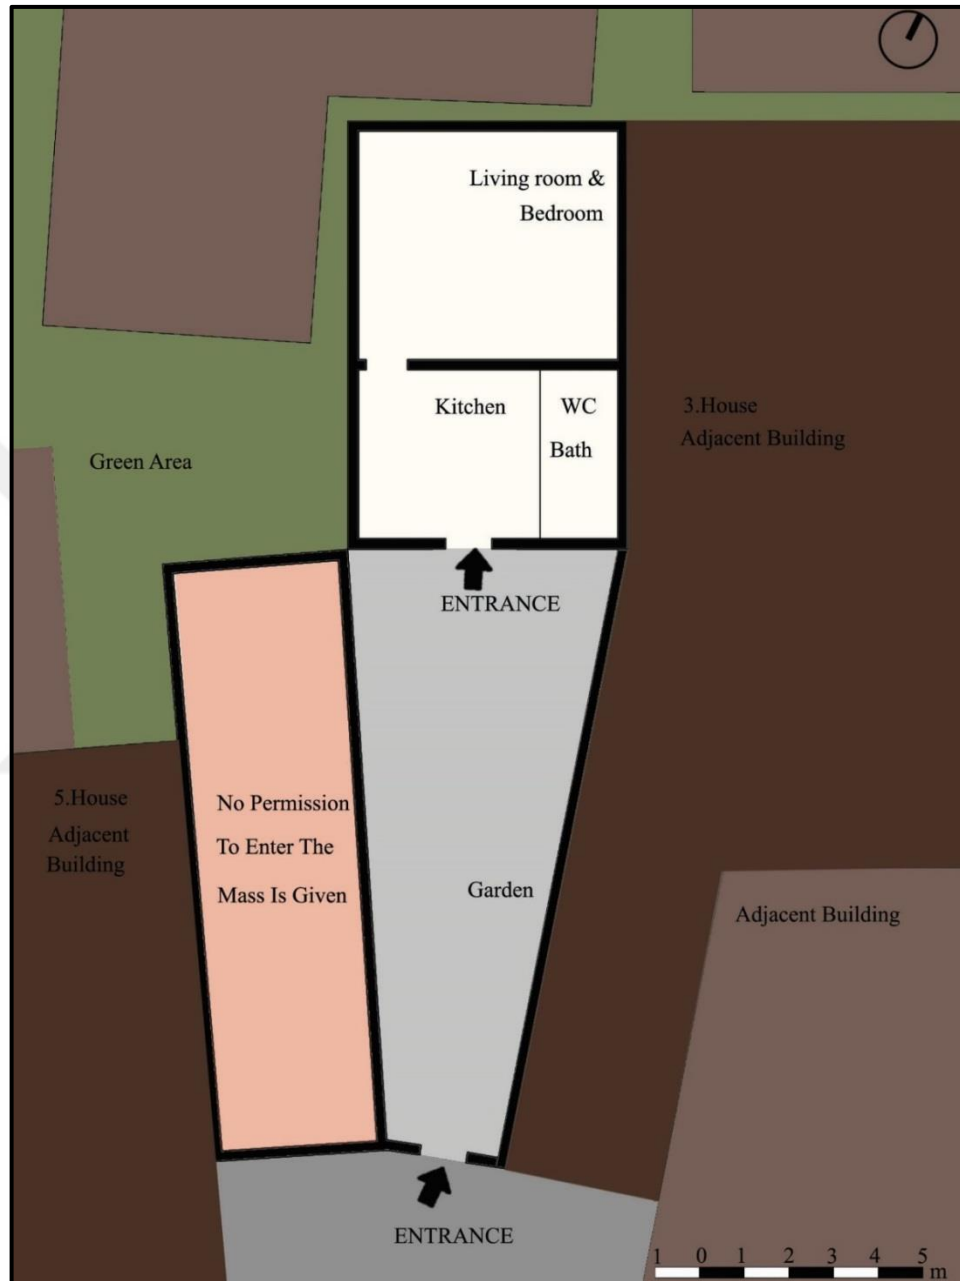 Living room &
Bedroom
Kitchen
WC
Bath
3.House
Adjacent Building
Green Area
ENTRANCE
5.House
Adjacent
Building
No Permission
To Enter The
Mass Is Given
Garden
Adjacent Building
ENTRANCE
1 0 1 2 3 4 5
m